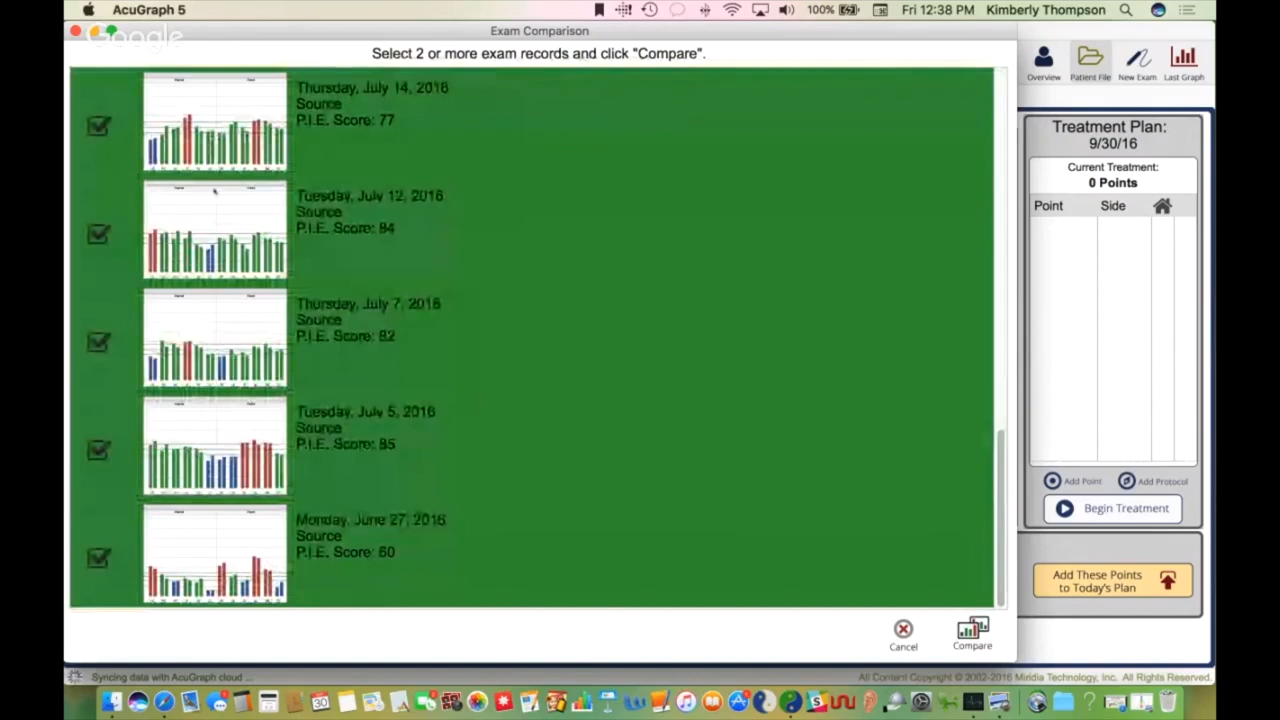 AcuGraph 5
100%
Fri 12:38 PM
Kimberly Thompson
Google
Exam Comparison
Select 2 or more exam records and click "Compare".
Thursday, July 14, 2016
Source
P.I.E. Score: 77
Tuesday, July 12, 2016
Source
P.I.E. Score: 84
Thursday, July 7, 2016
Source
P.I.E. Score: 82
Tuesday, July 5, 2016
Source
P.I.E. Score: 85
Monday, June 27, 2016
Source
P.I.E. Score: 60
Cancel
Compare
Overview
Patient File
New Exam
Last Graph
Treatment Plan:
9/30/16
Current Treatment:
0 Points
Point
Side
Add Point
Add Protocol
Begin Treatment
Add These Points
to Today's Plan
Syncing data with AcuGraph cloud ...
All Content Copyright © 2002-2016 Miridia Technology, Inc. All Rights Reserved.
30